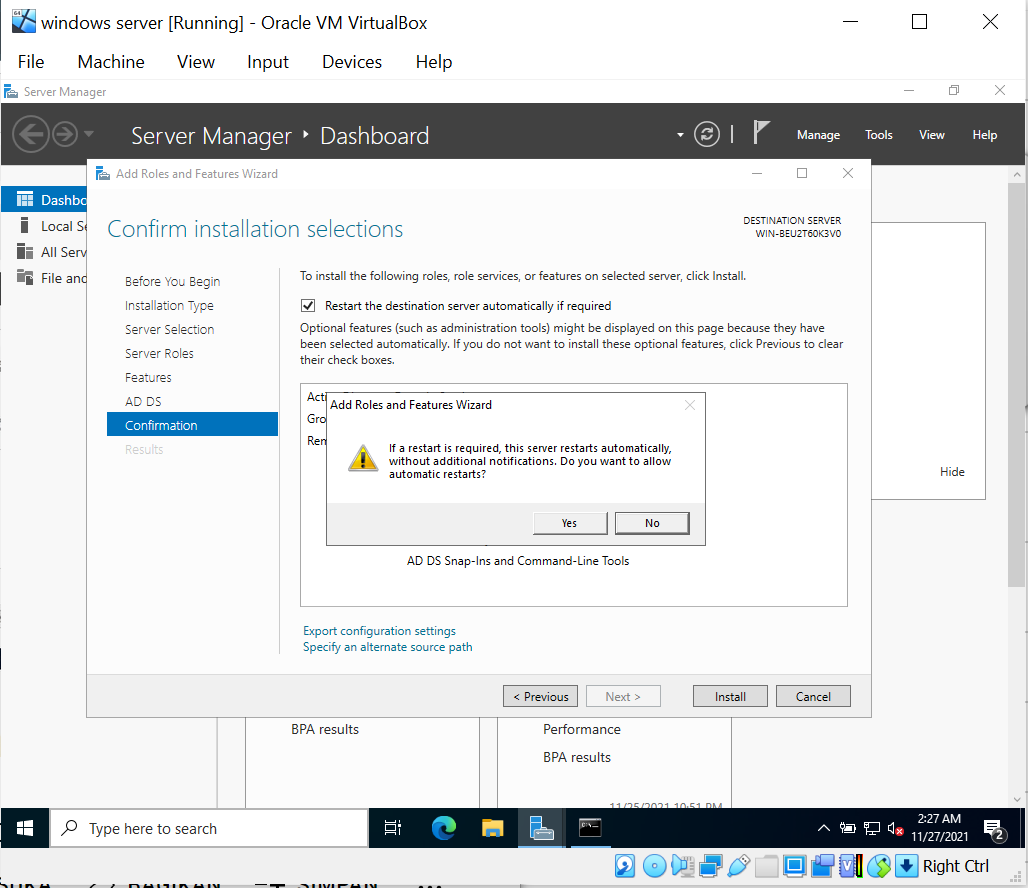 windows server [Running] - Oracle VM VirtualBox
File Machine View Input Devices Help
Server Manager
Server Manager Dashboard
Manage Tools View Help
Add Roles and Features Wizard
Dashbo
Local Se
All Serv
File and
Confirm installation selections
DESTINATION SERVER
WIN-BEU2T60K3V0
Before You Begin
Installation Type
Server Selection
Server Roles
Features
AD DS
Confirmation
Results
To install the following roles, role services, or features on selected server, click Install.
Restart the destination server automatically if required
Optional features (such as administration tools) might be displayed on this page because they have
been selected automatically. If you do not want to install these optional features, click Previous to clear
their check boxes.
Acti
Gro
Rem
Add Roles and Features Wizard
If a restart is required, this server restarts automatically,
without additional notifications. Do you want to allow
automatic restarts?
Yes No
AD DS Snap-Ins and Command-Line Tools
Hide
Export configuration settings
Specify an alternate source path
< Previous Next > Install Cancel
BPA results
Performance
BPA results
11/25/2021 10:51 PM
Type here to search
2:27 AM
11/27/2021
2
Right Ctrl